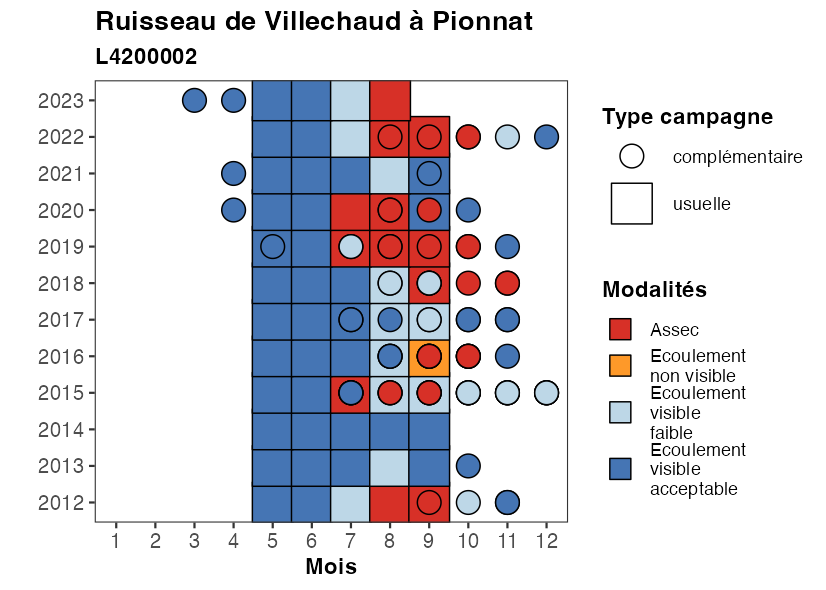 Ruisseau de Villechaud à Pionnat
L4200002
2023
2022
2021
2020
2019
2018
2017
2016
2015
2014
2013
2012
1 2 3 4 5 6 7 8 9 10 11 12
Mois
Type campagne
complémentaire
usuelle
Modalités
Assec
Ecoulement
non visible
Ecoulement
visible
faible
Ecoulement
visible
acceptable